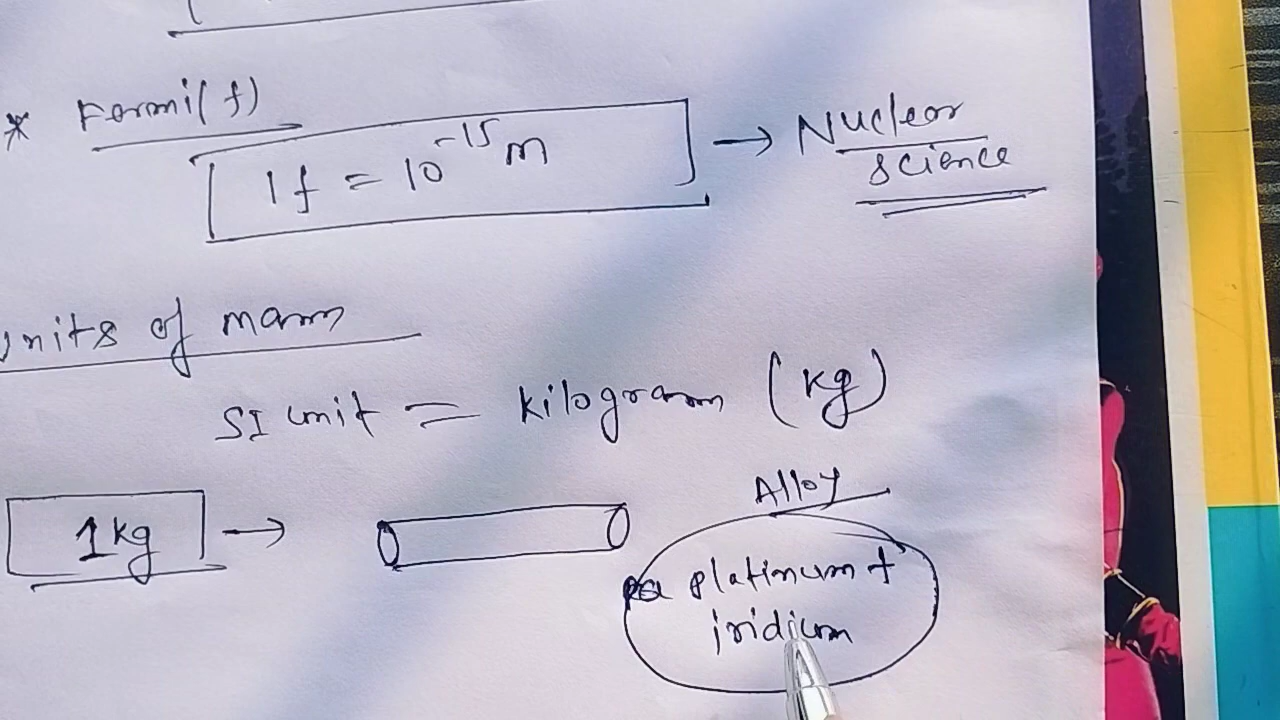 * Fermi (f)
1f = 10^-15 m → Nuclear science
units of mass
SI unit = kilogram (kg)
Alloy
1kg →
platinum +
iridium